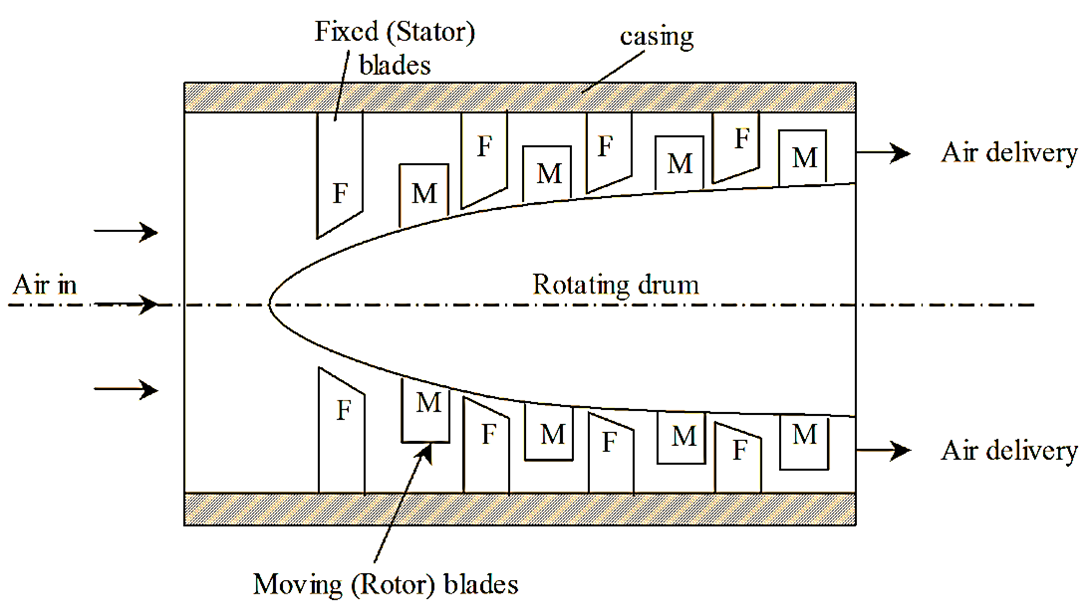 Fixed (Stator)
blades
casing
F
M
F
M
F
M
F
M
Air delivery
Air in
Rotating drum
F
M
F
M
F
M
F
M
Air delivery
Moving (Rotor) blades